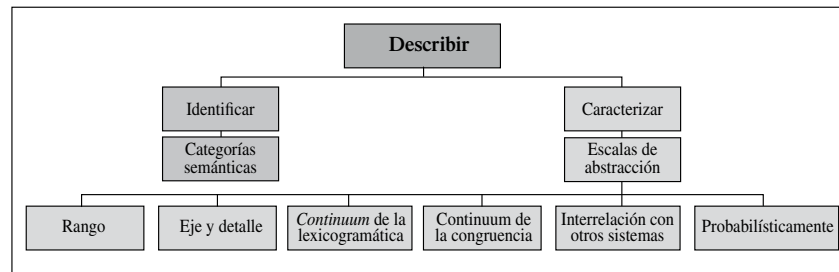 Describir
Identificar
Caracterizar
Categorías
semánticas
Escalas de
abstracción
Rango
Eje y detalle
Continuum de la
lexicogramática
Continuum de
la congruencia
Interrelación con
otros sistemas
Probabilísticamente